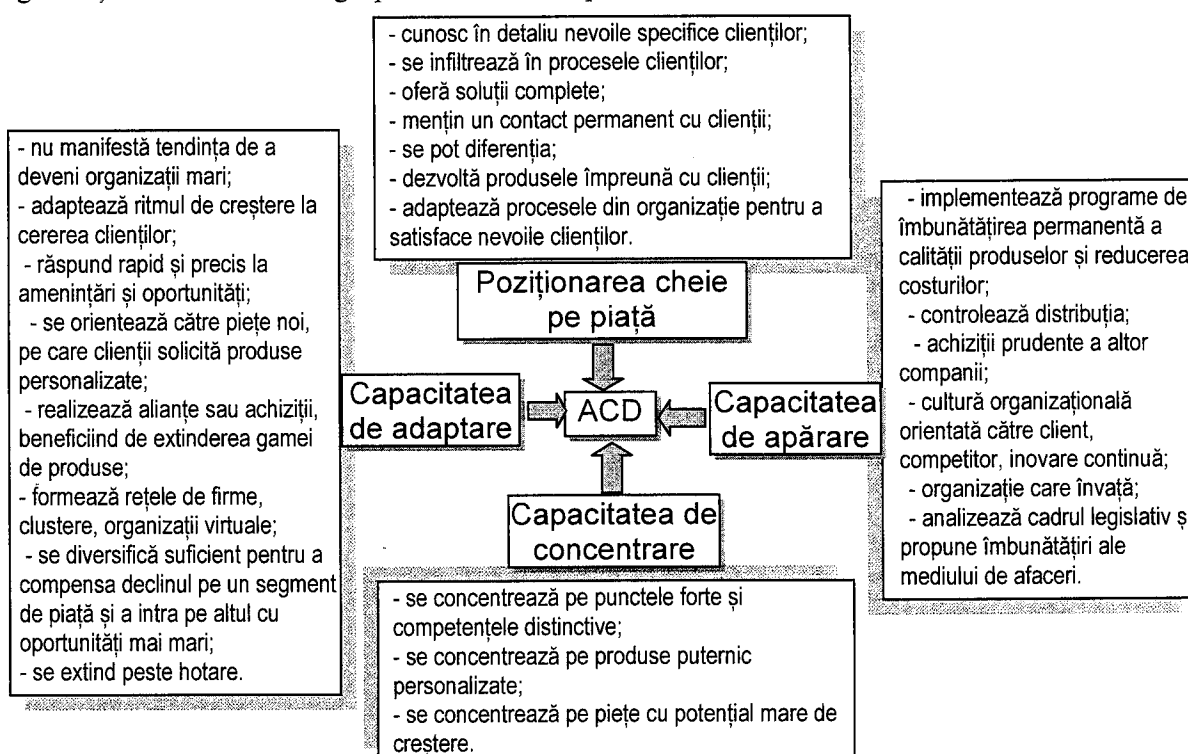 - cunosc în detaliu nevoile specifice clienților;
- se infiltrează în procesele clienților;
- oferă soluții complete;
- mențin un contact permanent cu clienții;
- se pot diferenția;
- dezvoltă produsele împreună cu clienții;
- adaptează procesele din organizație pentru a
satisface nevoile clienților.
Poziționarea cheie
pe piață
- nu manifestă tendința de a
deveni organizații mari;
- adaptează ritmul de creștere la
cererea clienților;
- răspund rapid și precis la
amenințări și oportunități;
- se orientează către piețe noi,
pe care clienții solicită produse
personalizate;
- realizează alianțe sau achiziții,
beneficiind de extinderea gamei
de produse;
- formează rețele de firme,
clustere, organizații virtuale;
- se diversifică suficient pentru a
compensa declinul pe un segment
de piață și a intra pe altul cu
oportunități mai mari;
- se extind peste hotare.
Capacitatea
de adaptare
ACD
Capacitatea
de apărare
- implementează programe de
îmbunătățirea permanentă a
calității produselor și reducerea
costurilor;
- controlează distribuția;
- achiziții prudente a altor
companii;
- cultură organizațională
orientată către client,
competitor, inovare continuă;
- organizație care învață;
- analizează cadrul legislativ ș
propune îmbunătățiri ale
mediului de afaceri.
Capacitatea de
concentrare
- se concentrează pe punctele forte și
competențele distinctive;
- se concentrează pe produse puternic
personalizate;
- se concentrează pe piețe cu potențial mare de
creștere.